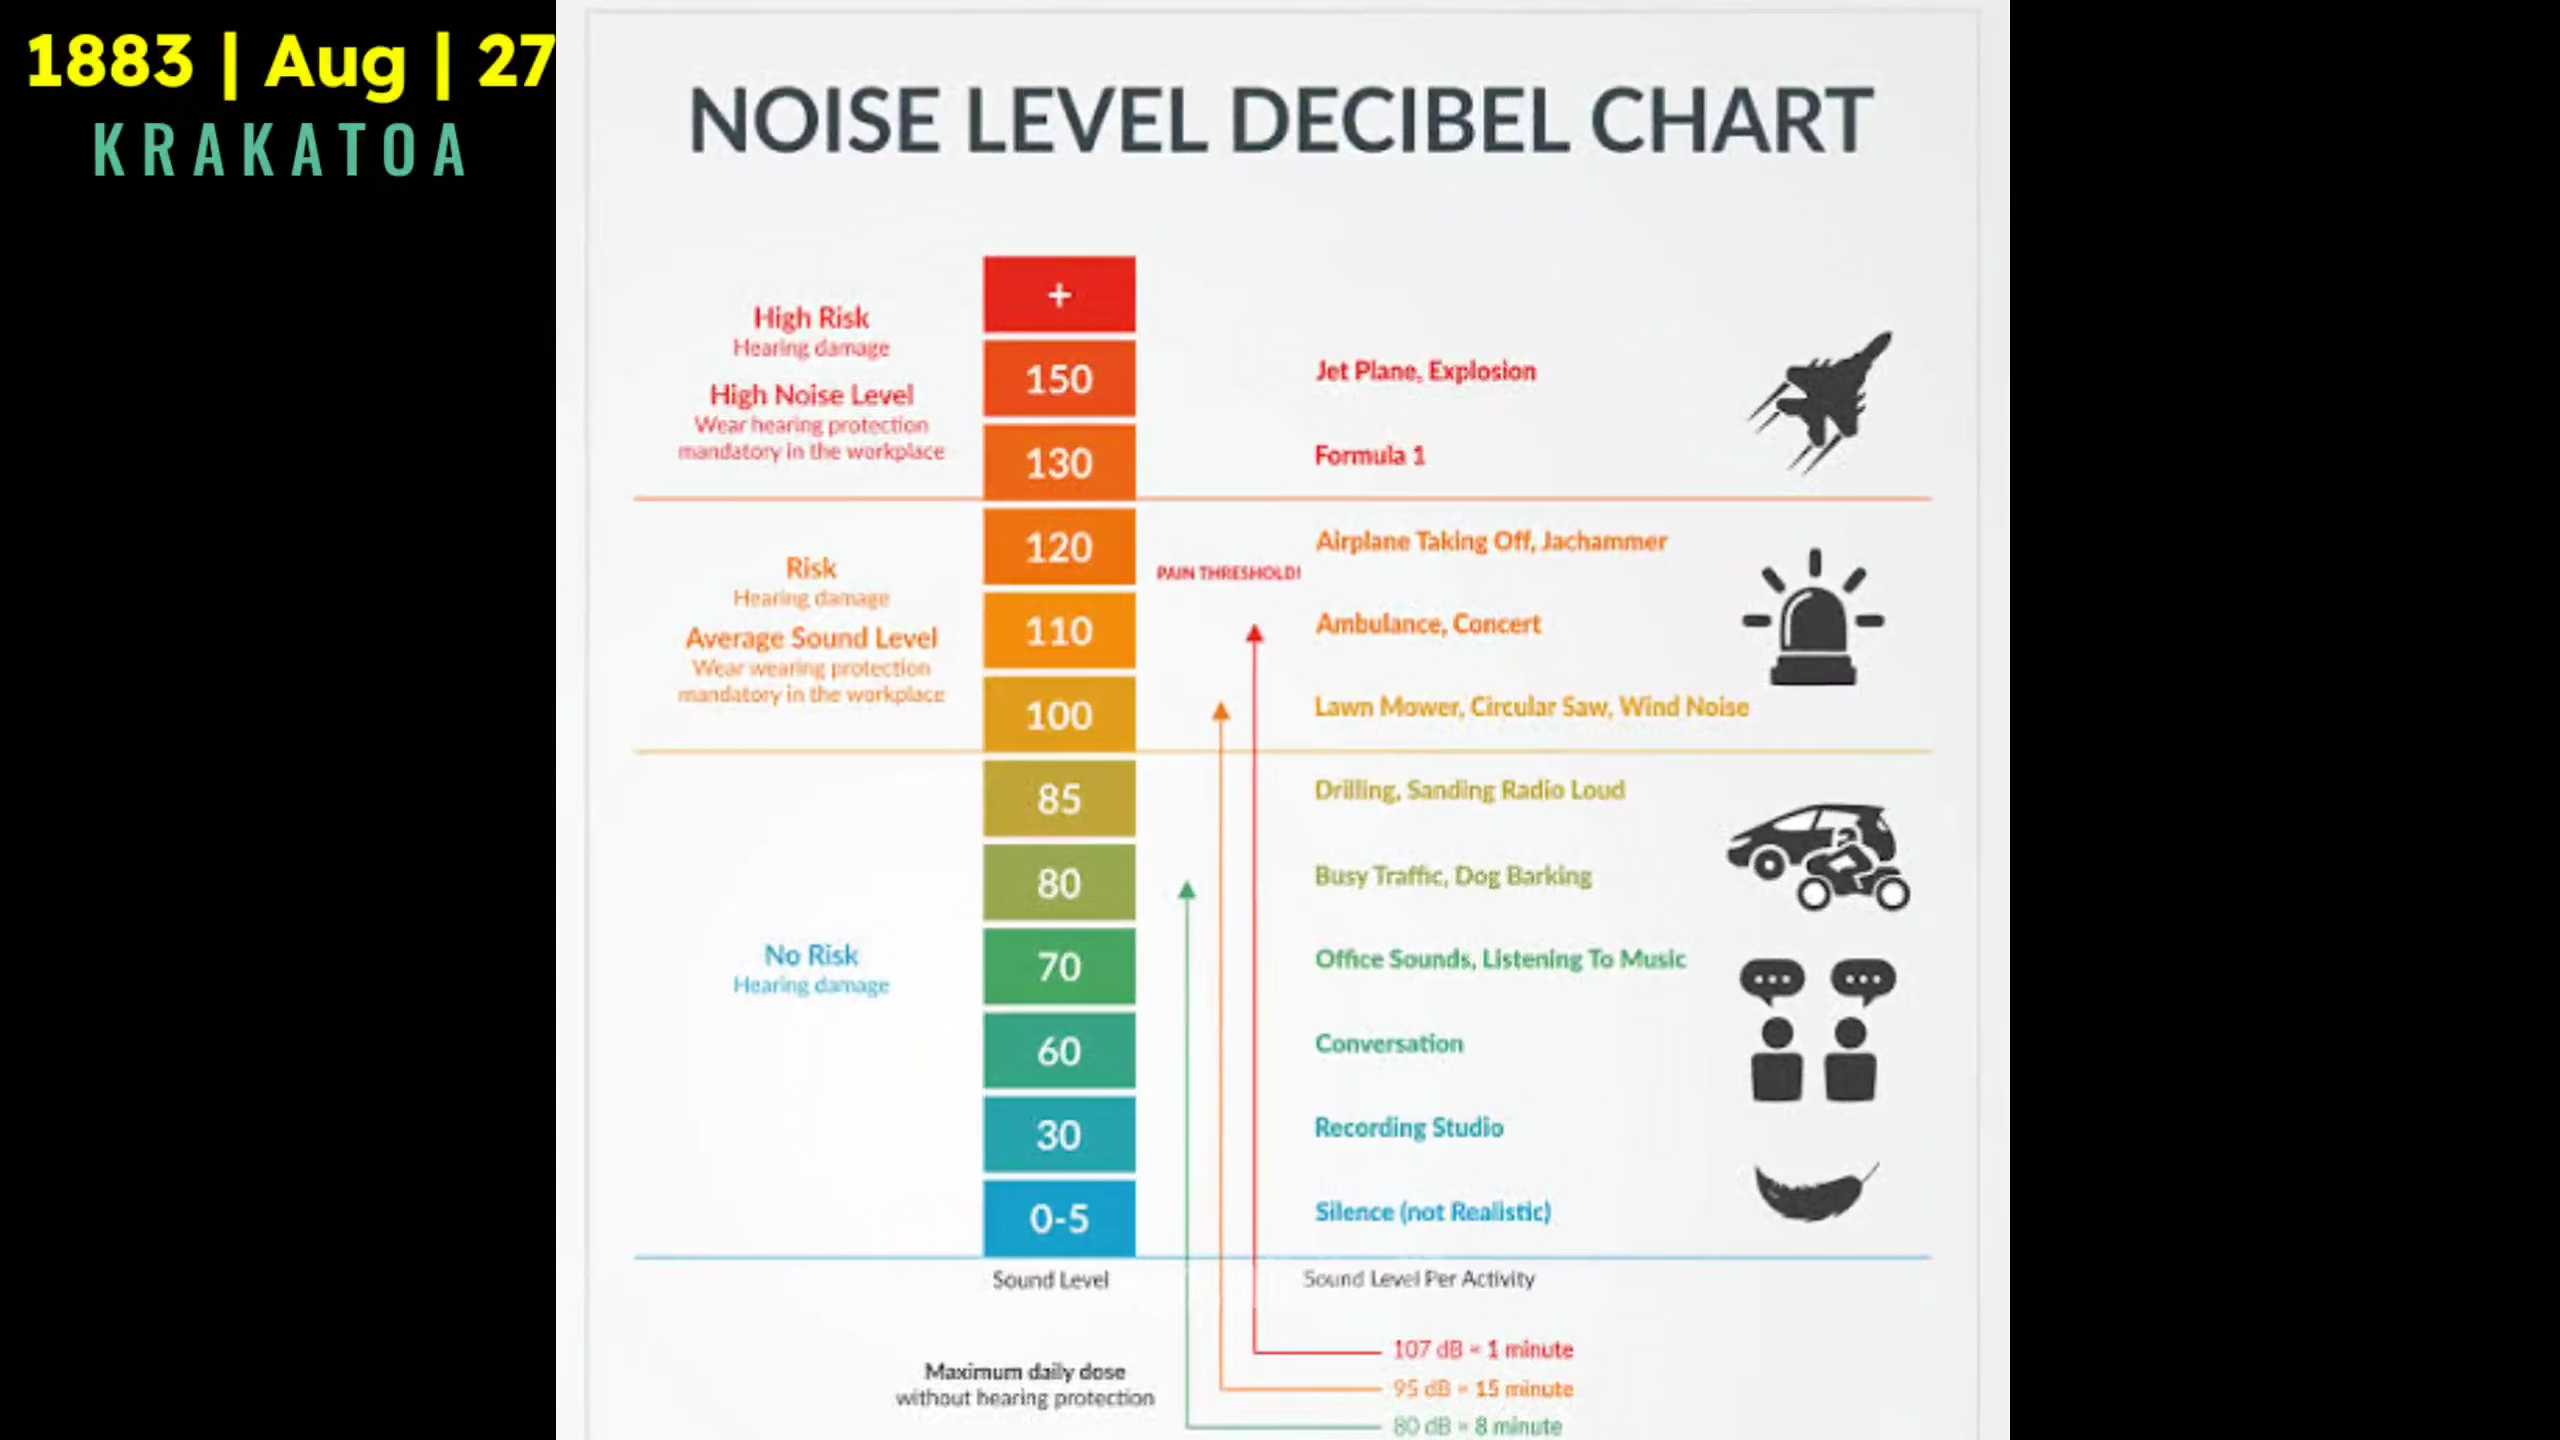 1883 | Aug | 27
KRAKATOA
NOISE LEVEL DECIBEL CHART
+
High Risk
Hearing damage
High Noise Level
Wear hearing protection
mandatory in the workplace
150
Jet Plane, Explosion
130
Formula 1
120
Airplane Taking Off, Jachammer
PAIN THRESHOLD!
Risk
Hearing damage
Average Sound Level
Wear wearing protection
mandatory in the workplace
110
Ambulance, Concert
100
Lawn Mower, Circular Saw, Wind Noise
85
Drilling, Sanding Radio Loud
80
Busy Traffic, Dog Barking
No Risk
Hearing damage
70
Office Sounds, Listening To Music
60
Conversation
30
Recording Studio
0-5
Silence (not Realistic)
Sound Level
Sound Level Per Activity
Maximum daily dose
without hearing protection
107 dB = 1 minute
95 dB = 15 minute
80 dB = 8 minute